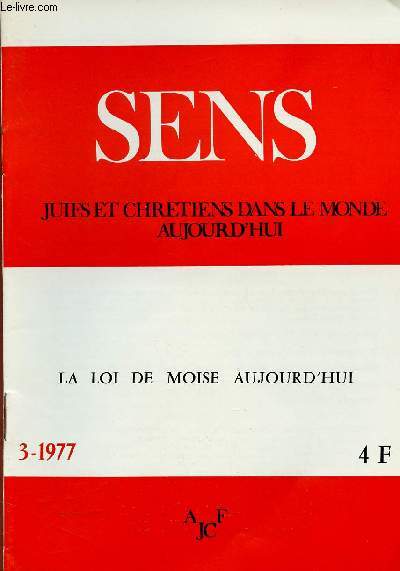 Le-livre.com
SENS
JUIFS ET CHRETIENS DANS LE MONDE
AUJOURD'HUI
LA LOI DE MOISE AUJOURD'HUI
3-1977 4 F
AJCF